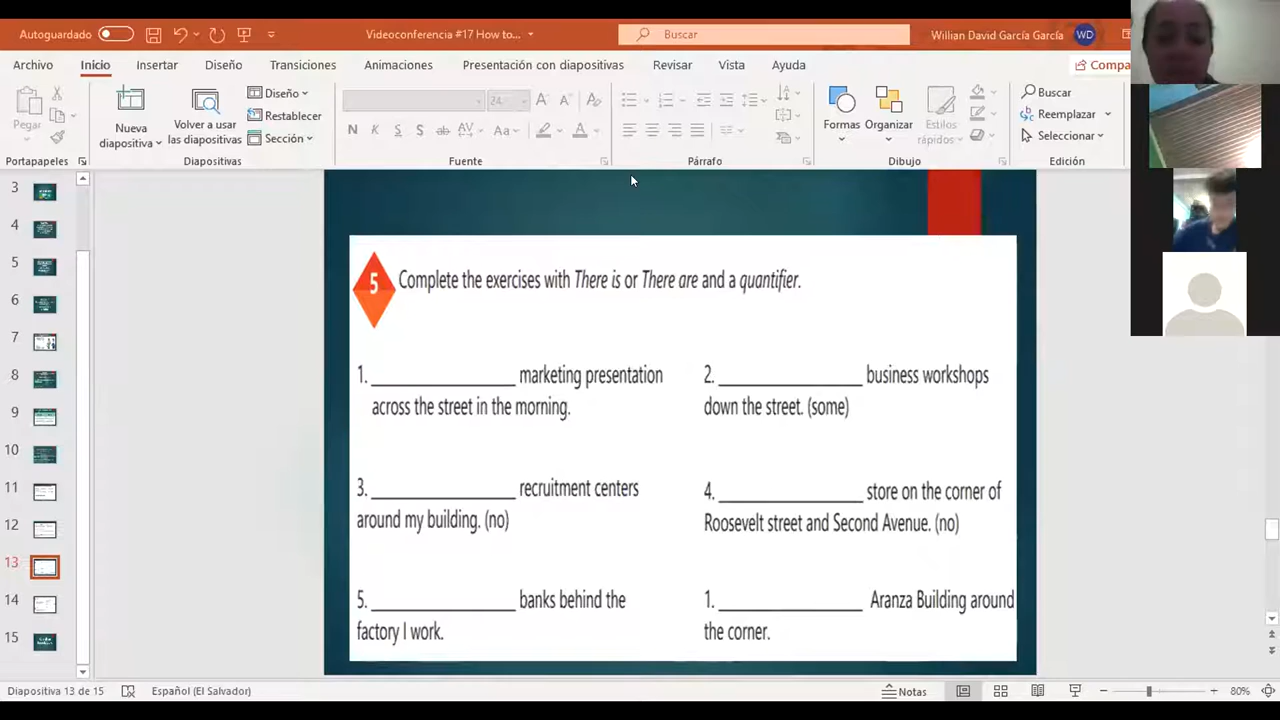 Autoguardado
Videoconferencia #17 How to...
Buscar
Willian David García García
WD
Archivo
Inicio
Insertar
Diseño
Transiciones
Animaciones
Presentación con diapositivas
Revisar
Vista
Ayuda
Pegar
Nueva diapositiva
Volver a usar las diapositivas
Diseño
Restablecer
Sección
24
Aa
Formas
Organizar
Estilos rápidos
Buscar
Reemplazar
Seleccionar
Portapapeles
Diapositivas
Fuente
Párrafo
Dibujo
Edición
3
4
5
6
7
8
9
10
11
12
13
14
15
5
Complete the exercises with There is or There are and a quantifier.
1. ________________ marketing presentation
across the street in the morning.
2. ________________ business workshops
down the street. (some)
3. ________________ recruitment centers
around my building. (no)
4. ________________ store on the corner of
Roosevelt street and Second Avenue. (no)
5. ________________ banks behind the
factory I work.
1. ________________ Aranza Building around
the corner.
Diapositiva 13 de 15
Español (El Salvador)
Notas
80%